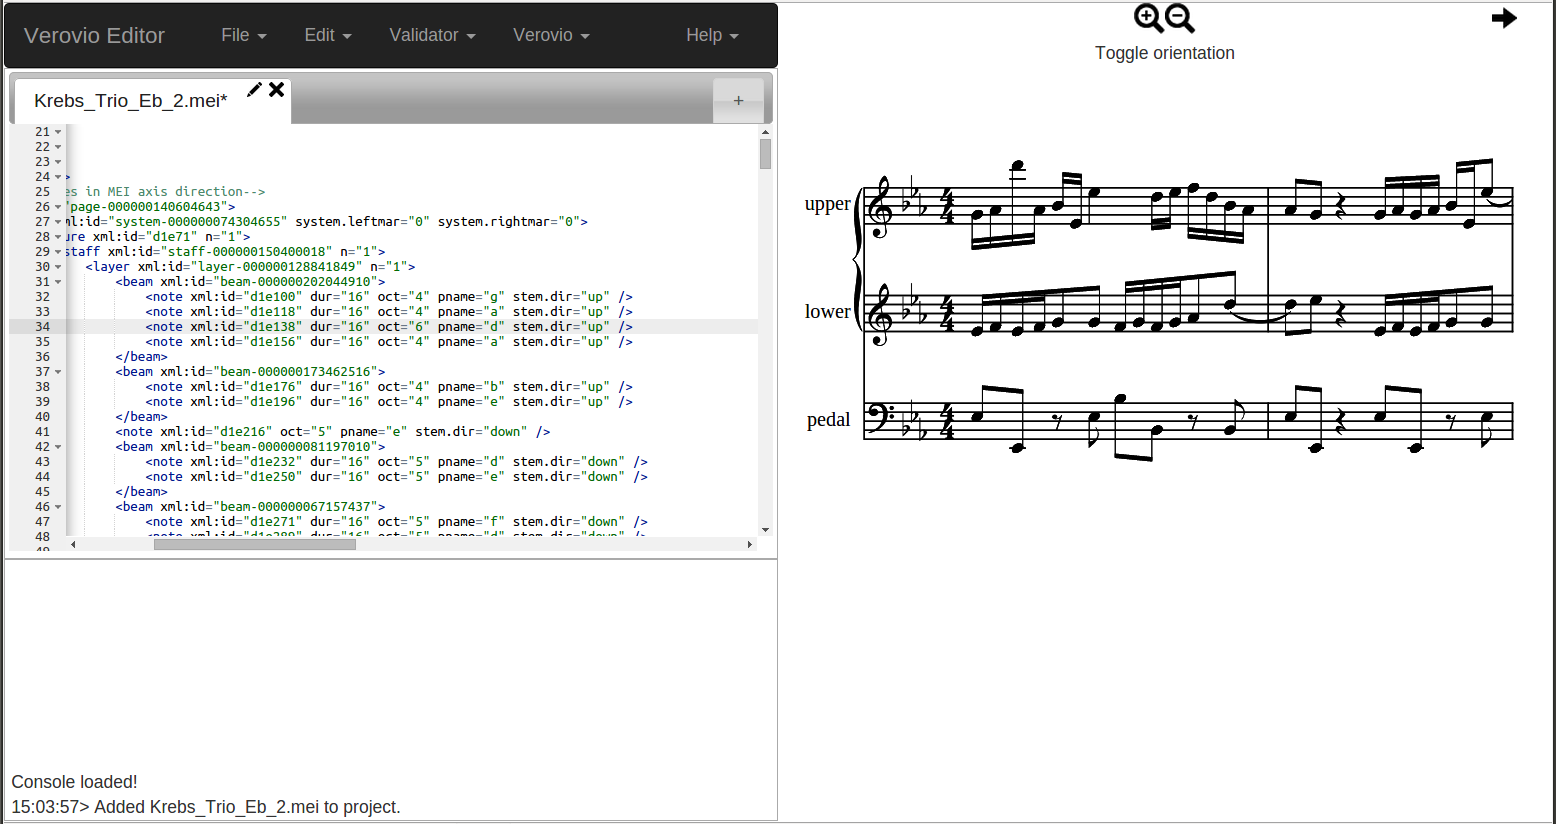 Verovio Editor File Edit Validator Verovio Help
Krebs_Trio_Eb_2.mei*
+
21
22
23
24 >
25 es in MEI axis direction-->
26 "page-000000140604643">
27 ml:id="system-000000074304655" system.leftmar="0" system.rightmar="0">
28 ure xml:id="d1e71" n="1">
29 staff xml:id="staff-000000150400018" n="1">
30 <layer xml:id="layer-000000128841849" n="1">
31 <beam xml:id="beam-000000202044910">
32 <note xml:id="d1e100" dur="16" oct="4" pname="g" stem.dir="up" />
33 <note xml:id="d1e118" dur="16" oct="4" pname="a" stem.dir="up" />
34 <note xml:id="d1e138" dur="16" oct="6" pname="d" stem.dir="up" />
35 <note xml:id="d1e156" dur="16" oct="4" pname="a" stem.dir="up" />
36 </beam>
37 <beam xml:id="beam-000000173462516">
38 <note xml:id="d1e176" dur="16" oct="4" pname="b" stem.dir="up" />
39 <note xml:id="d1e196" dur="16" oct="4" pname="e" stem.dir="up" />
40 </beam>
41 <note xml:id="d1e216" oct="5" pname="e" stem.dir="down" />
42 <beam xml:id="beam-000000081197010">
43 <note xml:id="d1e232" dur="16" oct="5" pname="d" stem.dir="down" />
44 <note xml:id="d1e250" dur="16" oct="5" pname="e" stem.dir="down" />
45 </beam>
46 <beam xml:id="beam-000000067157437">
47 <note xml:id="d1e271" dur="16" oct="5" pname="f" stem.dir="down" />
48
49
Console loaded!
15:03:57> Added Krebs_Trio_Eb_2.mei to project.
Toggle orientation
upper
lower
pedal